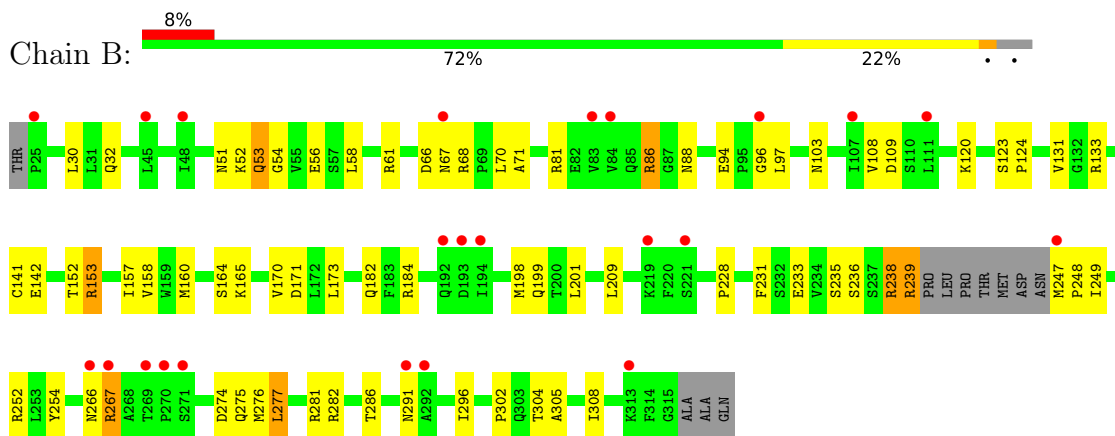 8%
Chain B:
72% 22% • •
THR P25 L30 L31 Q32 L45 I48 N51 K52 Q53 G54 V55 E56 S57 L58 R61 D66 N67 R68 P69 L70 A71 R81 E82 V83 V84 Q85 R86 G87 N88 E94 P95 G96 L97 N103 I107 V108 D109 S110 L111 K120 S123 P124 V131 G132 R133
C141 E142 T152 R153 I157 V158 W159 M160 S164 K165 V170 D171 L172 L173 Q182 F183 R184 Q192 D193 I194 M198 Q199 T200 L201 L209 K219 F220 S221 P228 F231 S232 E233 V234 S235 S236 S237 R238 R239 PRO LEU PRO THR MET ASP ASN M247 P248 I249
R252 L253 Y254 N266 R267 A268 T269 P270 S271 D274 Q275 M276 L277 R281 R282 T286 N291 A292 I296 P302 Q303 T304 A305 I308 K313 F314 G315 ALA ALA GLN